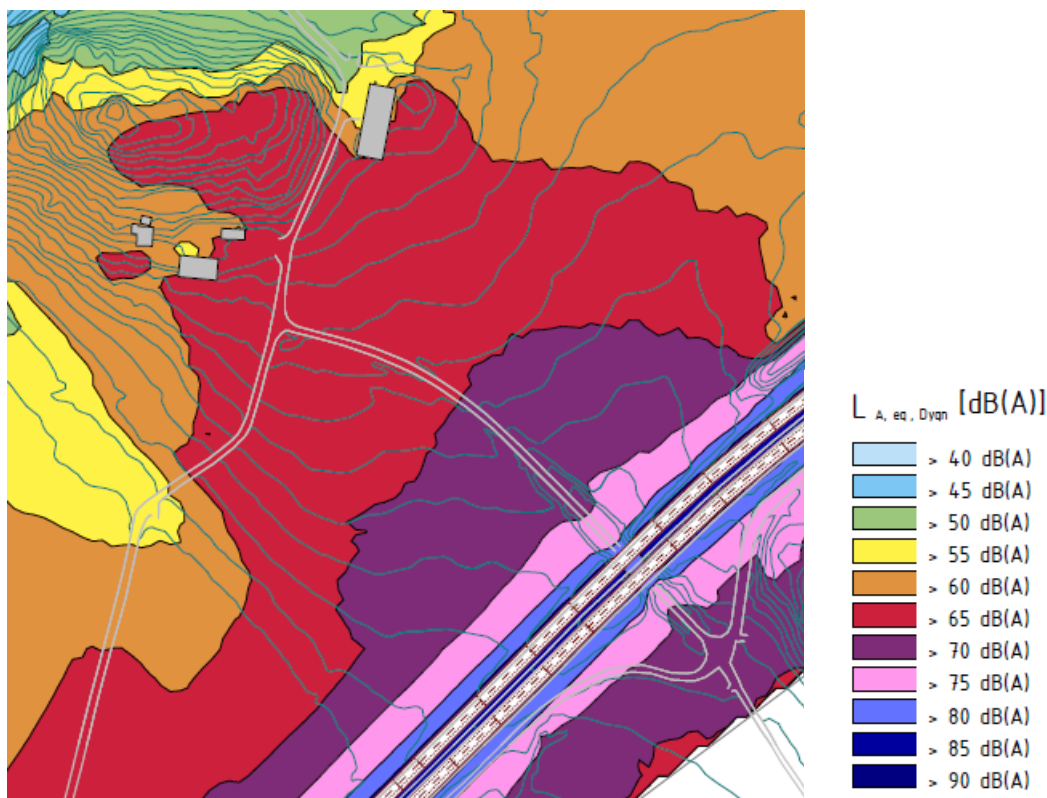 L A, eq, Dygn [dB(A)]
> 40 dB(A)
> 45 dB(A)
> 50 dB(A)
> 55 dB(A)
> 60 dB(A)
> 65 dB(A)
> 70 dB(A)
> 75 dB(A)
> 80 dB(A)
> 85 dB(A)
> 90 dB(A)